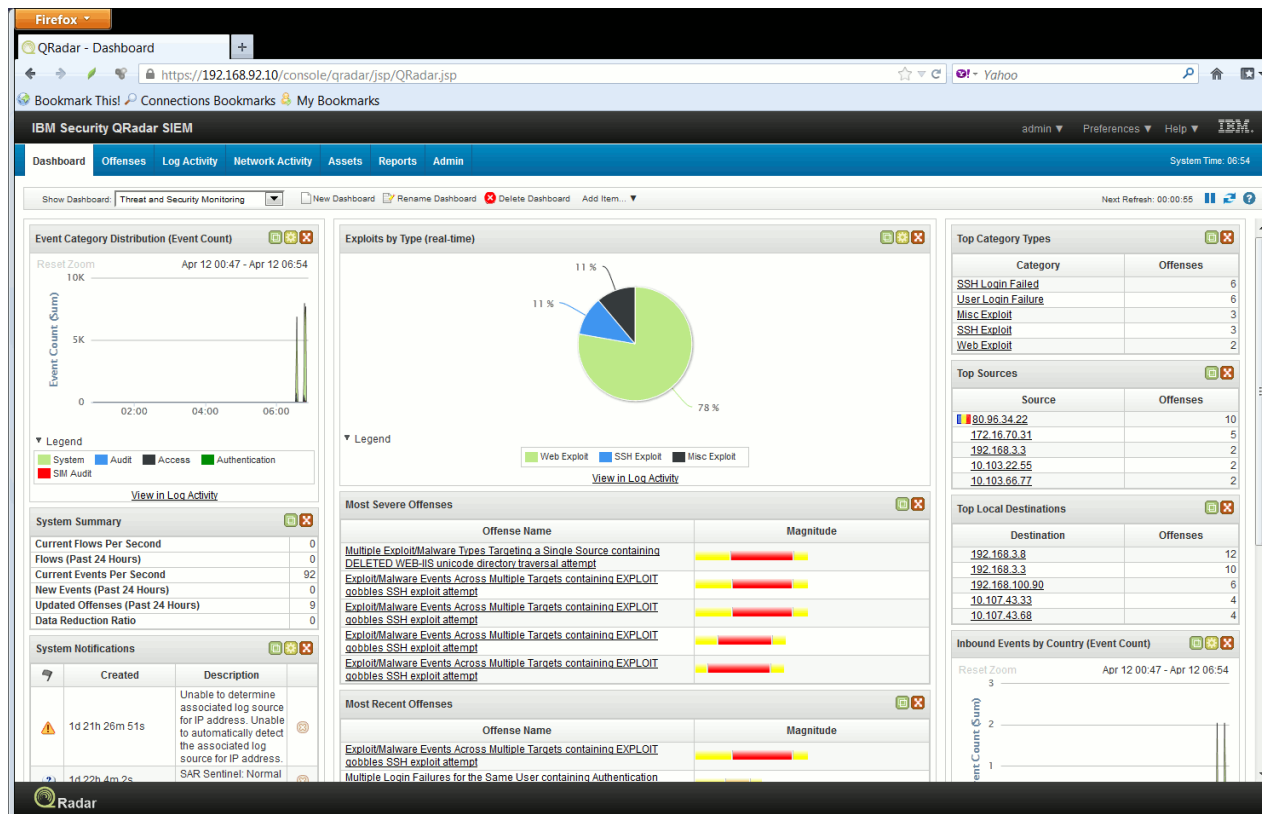 Firefox
QRadar - Dashboard
+
https://192.168.92.10/console/qradar/jsp/QRadar.jsp
Yahoo
Bookmark This! Connections Bookmarks My Bookmarks
IBM Security QRadar SIEM
admin ▼ Preferences ▼ Help ▼ IBM.
Dashboard Offenses Log Activity Network Activity Assets Reports Admin
System Time: 06:54
Show Dashboard: Threat and Security Monitoring
New Dashboard Rename Dashboard Delete Dashboard Add Item... ▼
Next Refresh: 00:00:55
Event Category Distribution (Event Count)
Reset Zoom Apr 12 00:47 - Apr 12 06:54
Event Count (Sum)
10K
5K
0
02:00 04:00 06:00
▼ Legend
System Audit Access Authentication
SIM Audit
View in Log Activity
System Summary
Current Flows Per Second 0
Flows (Past 24 Hours) 0
Current Events Per Second 92
New Events (Past 24 Hours) 0
Updated Offenses (Past 24 Hours) 9
Data Reduction Ratio 0
System Notifications
Created Description
1d 21h 26m 51s
Unable to determine
associated log source
for IP address. Unable
to automatically detect
the associated log
source for IP address.
1d 22h 4m 2s
SAR Sentinel: Normal
Exploits by Type (real-time)
11 %
11 %
78 %
▼ Legend
Web Exploit SSH Exploit Misc Exploit
View in Log Activity
Most Severe Offenses
Offense Name Magnitude
Multiple Exploit/Malware Types Targeting a Single Source containing
DELETED WEB-IIS unicode directory traversal attempt
Exploit/Malware Events Across Multiple Targets containing EXPLOIT
gobbles SSH exploit attempt
Exploit/Malware Events Across Multiple Targets containing EXPLOIT
gobbles SSH exploit attempt
Exploit/Malware Events Across Multiple Targets containing EXPLOIT
gobbles SSH exploit attempt
Exploit/Malware Events Across Multiple Targets containing EXPLOIT
gobbles SSH exploit attempt
Most Recent Offenses
Offense Name Magnitude
Exploit/Malware Events Across Multiple Targets containing EXPLOIT
gobbles SSH exploit attempt
Multiple Login Failures for the Same User containing Authentication
Top Category Types
Category Offenses
SSH Login Failed 6
User Login Failure 6
Misc Exploit 3
SSH Exploit 3
Web Exploit 2
Top Sources
Source Offenses
80.96.34.22 10
172.16.70.31 5
192.168.3.3 2
10.103.22.55 2
10.103.66.77 2
Top Local Destinations
Destination Offenses
192.168.3.8 12
192.168.3.3 10
192.168.100.90 6
10.107.43.33 4
10.107.43.68 4
Inbound Events by Country (Event Count)
Reset Zoom Apr 12 00:47 - Apr 12 06:54
3
2
1
QRadar